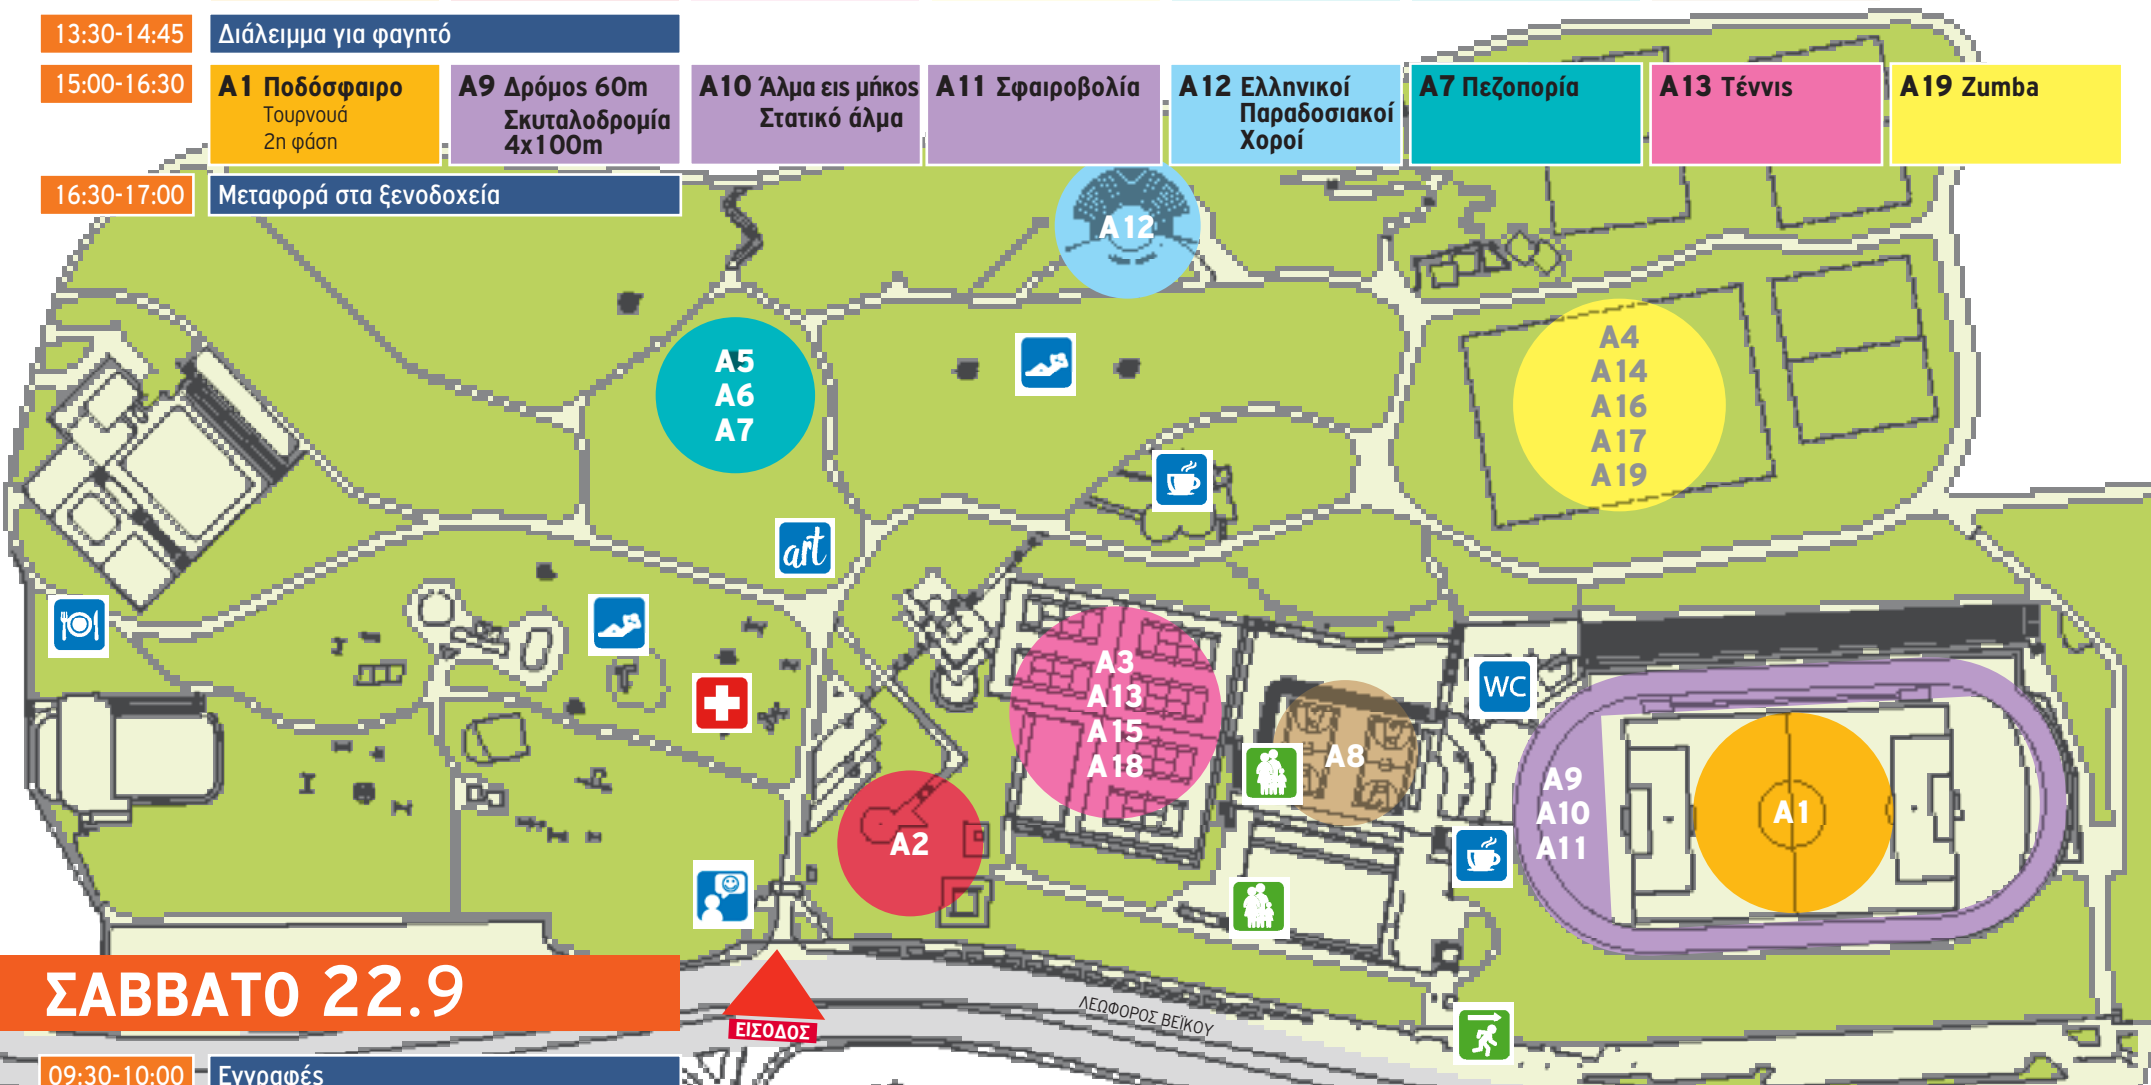 13:30-14:45 Διάλειμμα για φαγητό
15:00-16:30
A1 Ποδόσφαιρο
Τουρνουά
2η φάση
A9 Δρόμος 60m
Σκυταλοδρομία
4x100m
A10 Άλμα εις μήκος
Στατικό άλμα
A11 Σφαιροβολία
A12 Ελληνικοί
Παραδοσιακοί
Χοροί
A7 Πεζοπορία
A13 Τέννις
A19 Zumba
16:30-17:00 Μεταφορά στα ξενοδοχεία
A12
A5
A6
A7
A4
A14
A16
A17
A19
art
A3
A13
A15
A18
WC
A8
A9
A10
A11
A1
A2
ΣΑΒΒΑΤΟ 22.9
ΕΙΣΟΔΟΣ
ΛΕΩΦΟΡΟΣ ΒΕΪΚΟΥ
09:30-10:00 Εγγραφές